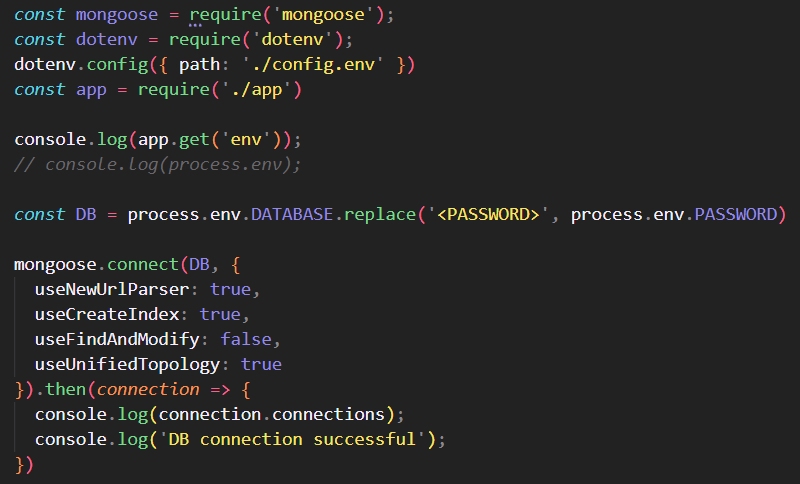 const mongoose = require('mongoose');
const dotenv = require('dotenv');
dotenv.config({ path: './config.env' })
const app = require('./app')
console.log(app.get('env'));
// console.log(process.env);
const DB = process.env.DATABASE.replace('<PASSWORD>', process.env.PASSWORD)
mongoose.connect(DB, {
  useNewUrlParser: true,
  useCreateIndex: true,
  useFindAndModify: false,
  useUnifiedTopology: true
}).then(connection => {
  console.log(connection.connections);
  console.log('DB connection successful');
})